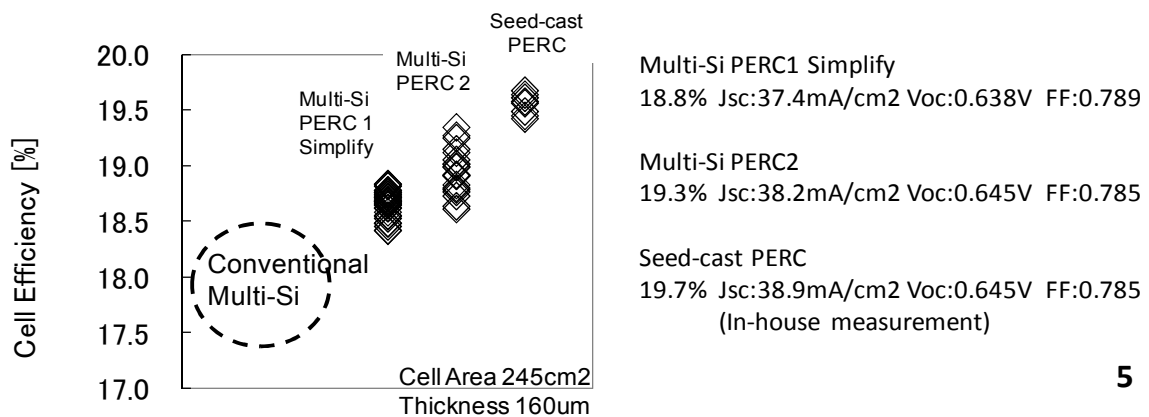 Seed-cast
PERC
Multi-Si
PERC 2
Multi-Si
PERC 1
Simplify
Cell Efficiency [%]
20.0
19.5
19.0
18.5
18.0
17.5
17.0
Conventional
Multi-Si
Cell Area 245cm2
Thickness 160um
Multi-Si PERC1 Simplify
18.8% Jsc:37.4mA/cm2 Voc:0.638V FF:0.789
Multi-Si PERC2
19.3% Jsc:38.2mA/cm2 Voc:0.645V FF:0.785
Seed-cast PERC
19.7% Jsc:38.9mA/cm2 Voc:0.645V FF:0.785
(In-house measurement)
5